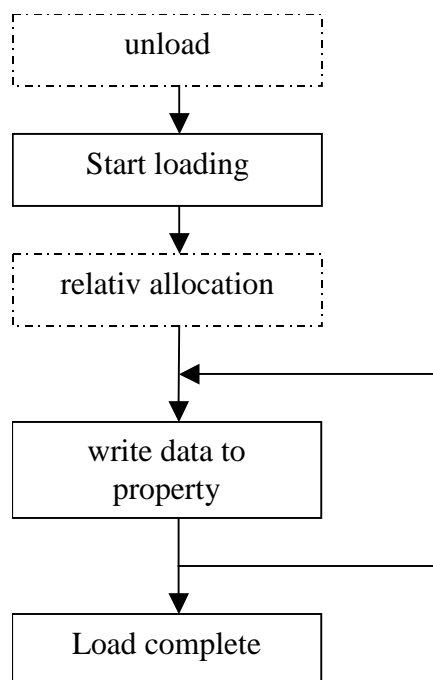 unload
Start loading
relativ allocation
write data to
property
Load complete